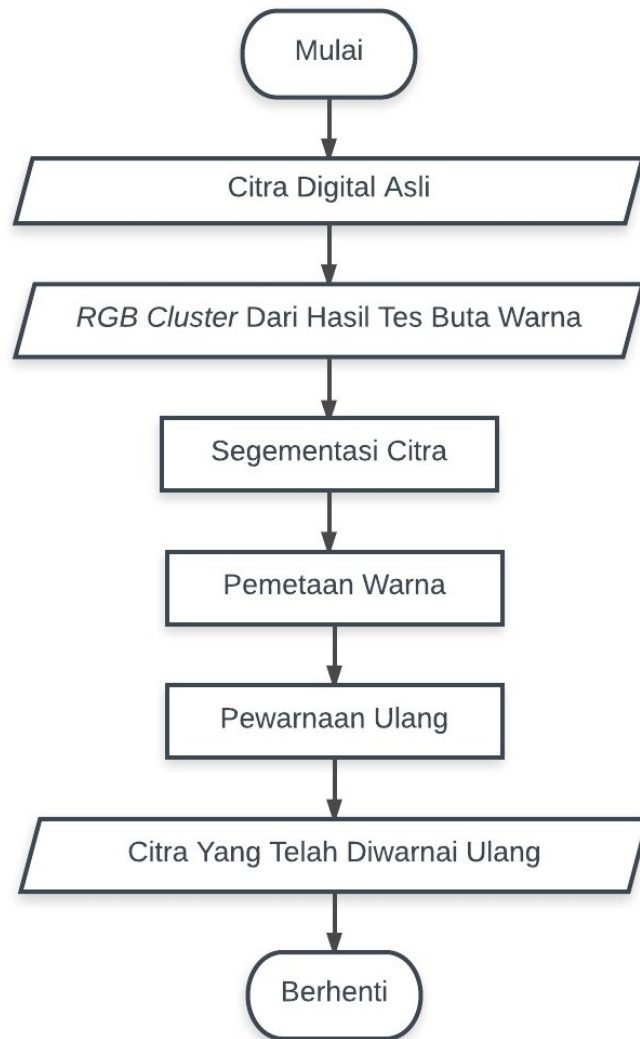 Mulai
Citra Digital Asli
RGB Cluster Dari Hasil Tes Buta Warna
Segementasi Citra
Pemetaan Warna
Pewarnaan Ulang
Citra Yang Telah Diwarnai Ulang
Berhenti